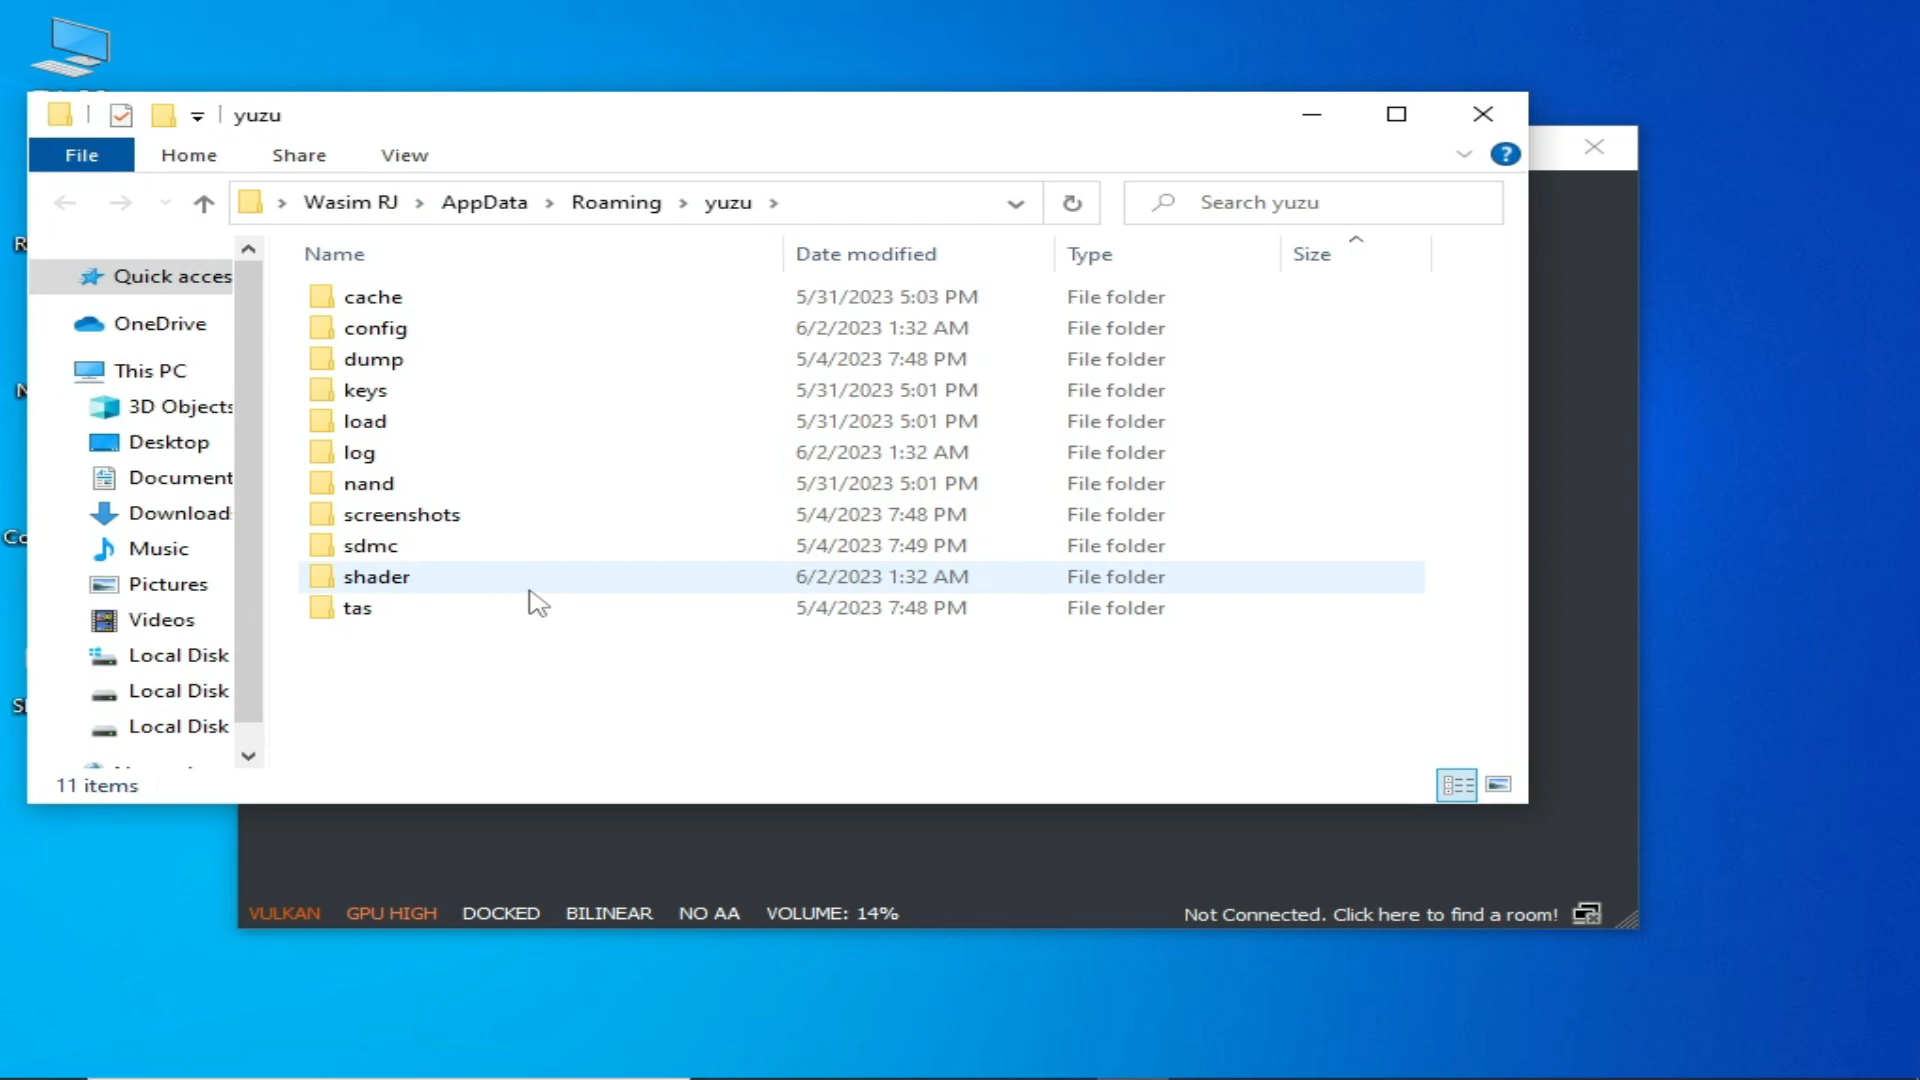 yuzu
File Home Share View
Wasim RJ AppData Roaming yuzu
Search yuzu
Name Date modified Type Size
Quick acces
OneDrive
This PC
3D Objects
Desktop
Document
Download
Music
Pictures
Videos
Local Disk
Local Disk
Local Disk
cache 5/31/2023 5:03 PM File folder
config 6/2/2023 1:32 AM File folder
dump 5/4/2023 7:48 PM File folder
keys 5/31/2023 5:01 PM File folder
load 5/31/2023 5:01 PM File folder
log 6/2/2023 1:32 AM File folder
nand 5/31/2023 5:01 PM File folder
screenshots 5/4/2023 7:48 PM File folder
sdmc 5/4/2023 7:49 PM File folder
shader 6/2/2023 1:32 AM File folder
tas 5/4/2023 7:48 PM File folder
11 items
VULKAN GPU HIGH DOCKED BILINEAR NO AA VOLUME: 14%
Not Connected. Click here to find a room!